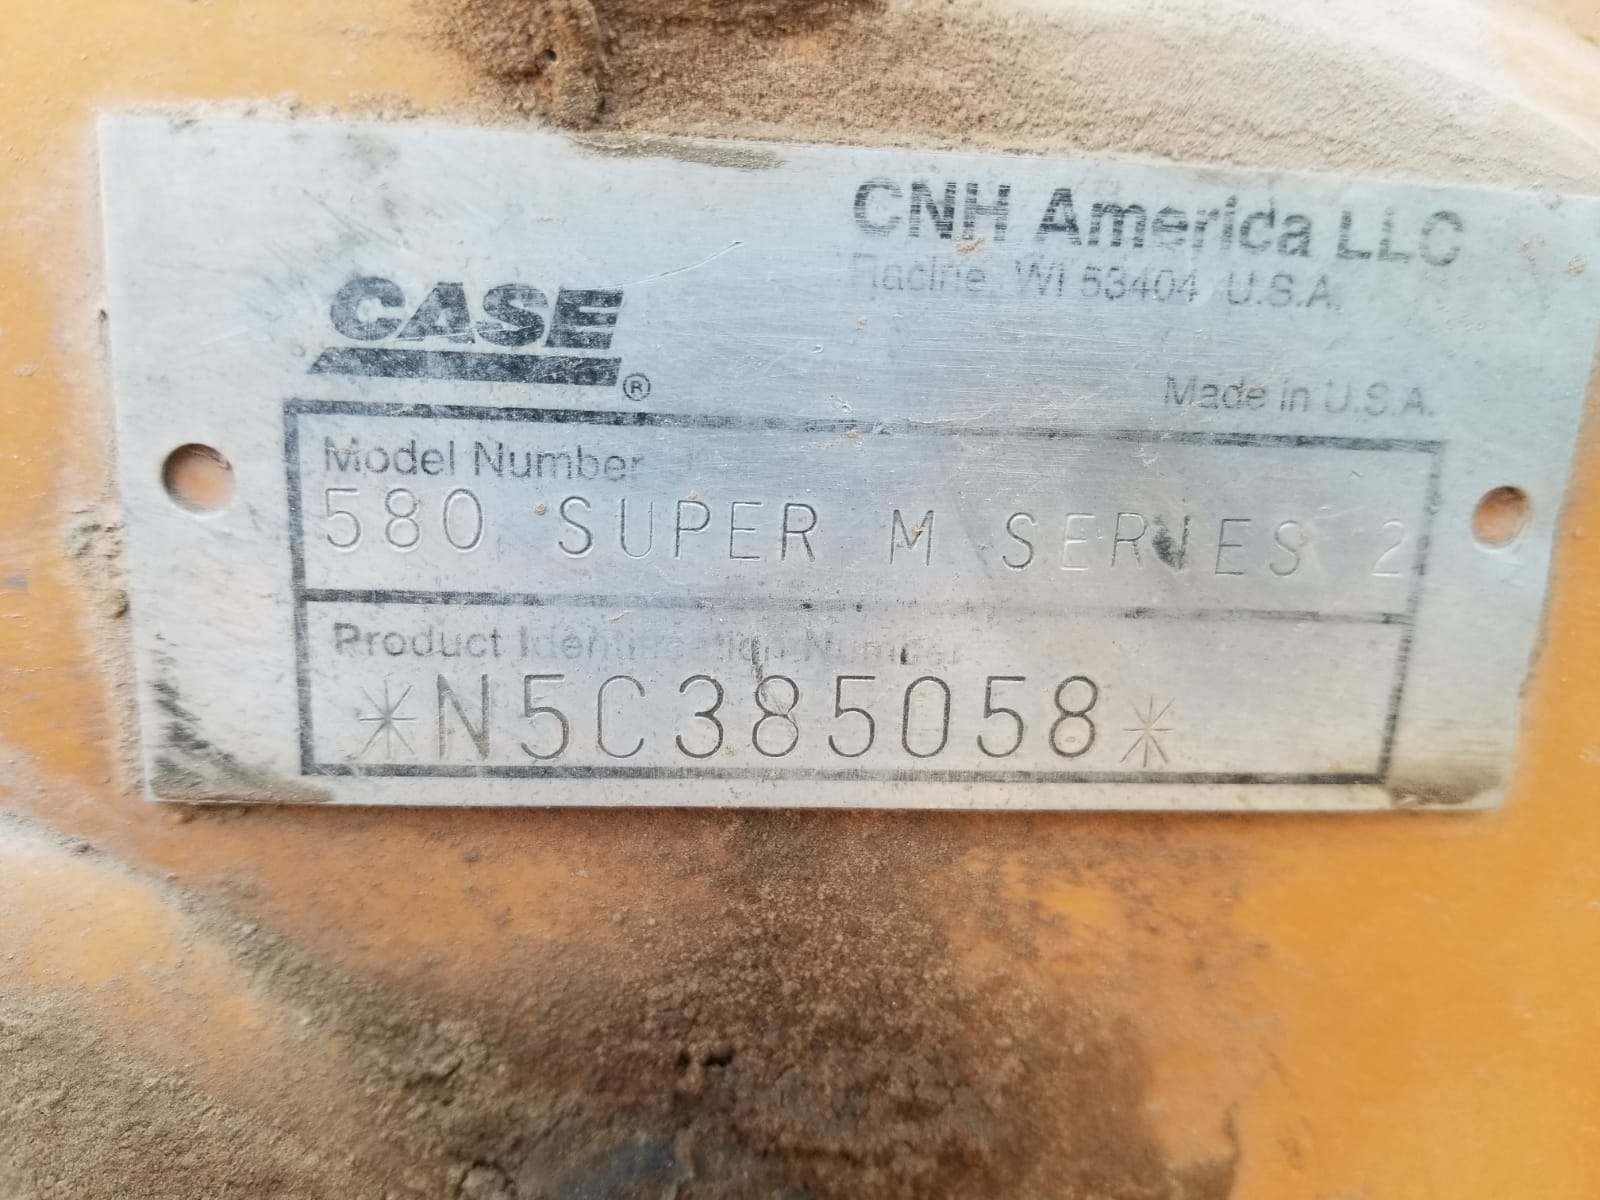 CNH America LLC
Racine WI 53404 U.S.A.
CASE®
Made in U.S.A.
Model Number
580 SUPER M SERIES 2
Product Identification Number
*N5C385058*